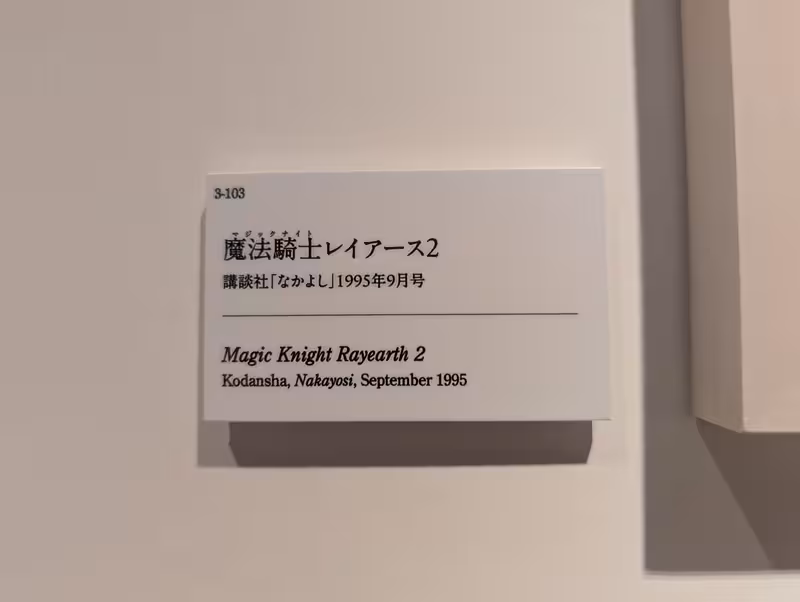 3-103
マジックナイト
魔法騎士レイアース2
講談社「なかよし」1995年9月号
Magic Knight Rayearth 2
Kodansha, Nakayosi, September 1995